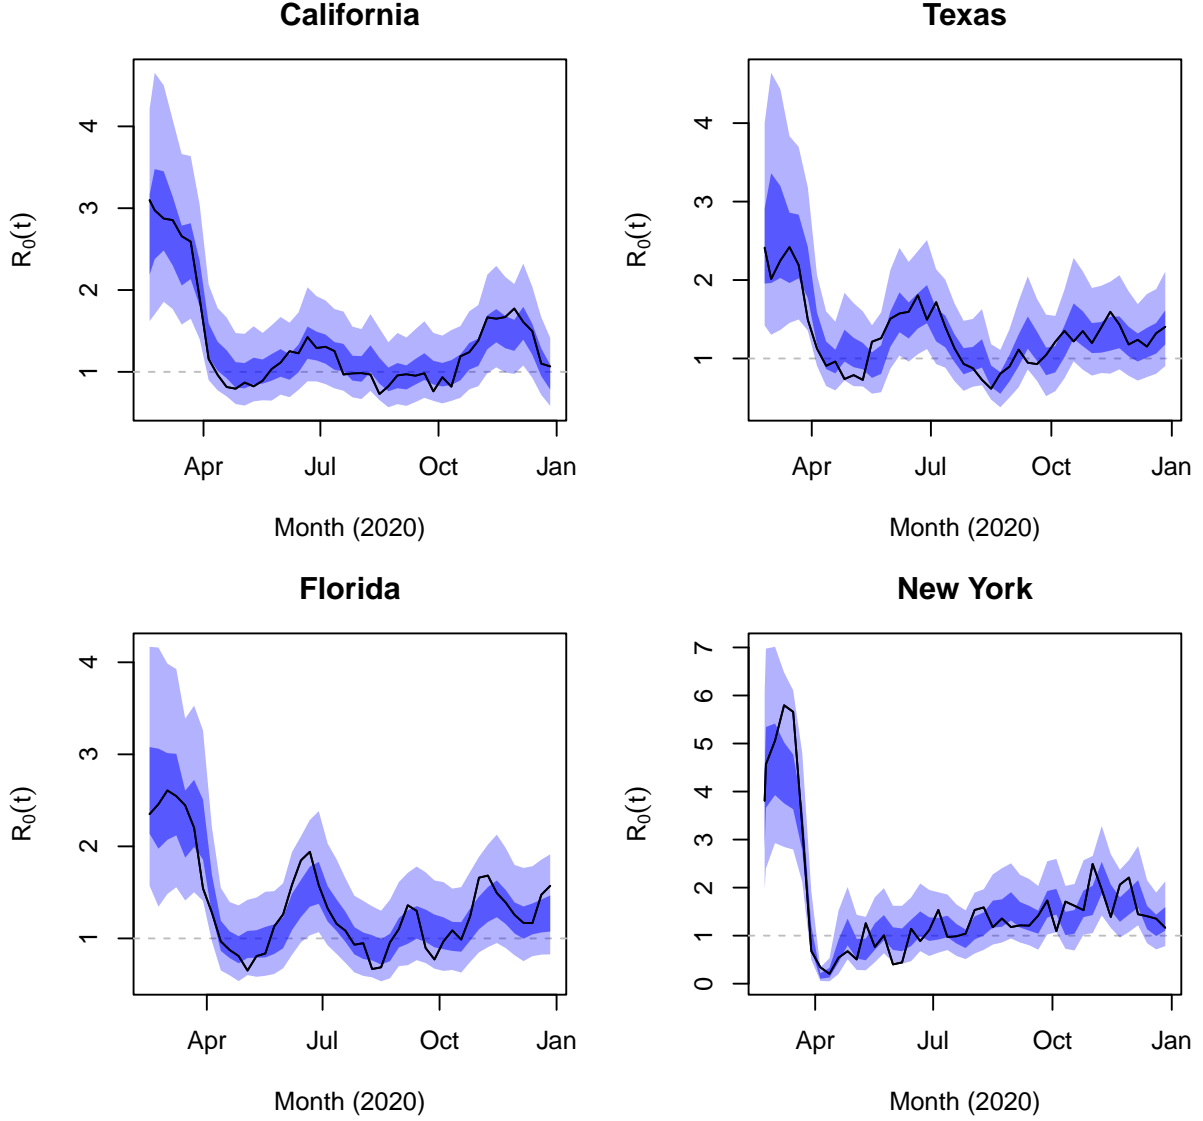 California
4
3
2
1
R₀(t)
Apr Jul Oct Jan
Month (2020)
Texas
4
3
2
1
R₀(t)
Apr Jul Oct Jan
Month (2020)
Florida
4
3
2
1
R₀(t)
Apr Jul Oct Jan
Month (2020)
New York
7
6
5
4
3
2
1
0
R₀(t)
Apr Jul Oct Jan
Month (2020)